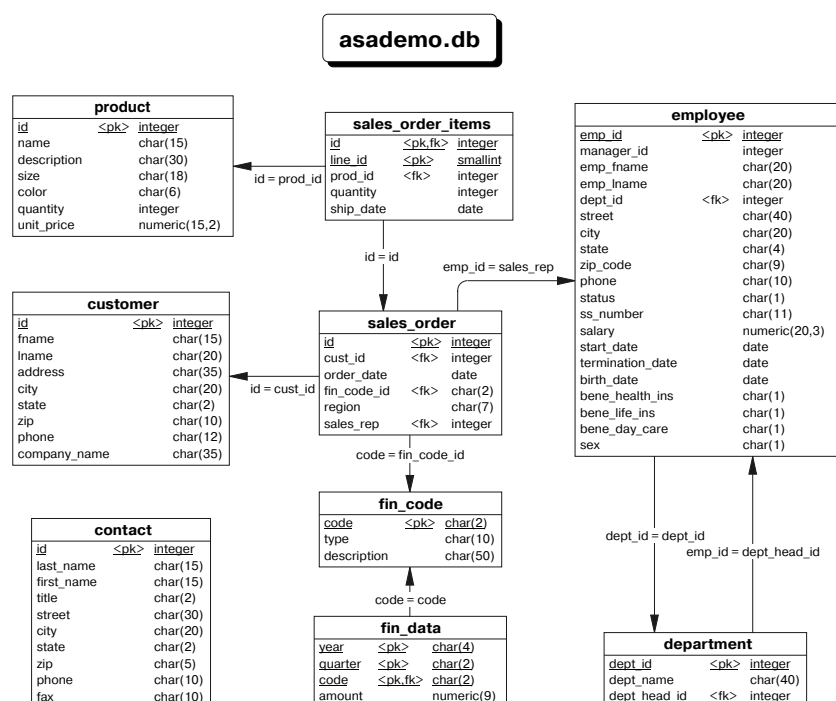 asademo.db
product
id <pk> integer
name char(15)
description char(30)
size char(18)
color char(6)
quantity integer
unit_price numeric(15,2)
id = prod_id
sales_order_items
id <pk,fk> integer
line_id <pk> smallint
prod_id <fk> integer
quantity integer
ship_date date
id = id
employee
emp_id <pk> integer
manager_id integer
emp_fname char(20)
emp_lname char(20)
dept_id <fk> integer
street char(40)
city char(20)
state char(4)
zip_code char(9)
phone char(10)
status char(1)
ss_number char(11)
salary numeric(20,3)
start_date date
termination_date date
birth_date date
bene_health_ins char(1)
bene_life_ins char(1)
bene_day_care char(1)
sex char(1)
emp_id = sales_rep
customer
id <pk> integer
fname char(15)
lname char(20)
address char(35)
city char(20)
state char(2)
zip char(10)
phone char(12)
company_name char(35)
id = cust_id
sales_order
id <pk> integer
cust_id <fk> integer
order_date date
fin_code_id <fk> char(2)
region char(7)
sales_rep <fk> integer
code = fin_code_id
fin_code
code <pk> char(2)
type char(10)
description char(50)
code = code
contact
id <pk> integer
last_name char(15)
first_name char(15)
title char(2)
street char(30)
city char(20)
state char(2)
zip char(5)
phone char(10)
fax char(10)
fin_data
year <pk> char(4)
quarter <pk> char(2)
code <pk,fk> char(2)
amount numeric(9)
dept_id = dept_id
emp_id = dept_head_id
department
dept_id <pk> integer
dept_name char(40)
dept_head_id <fk> integer